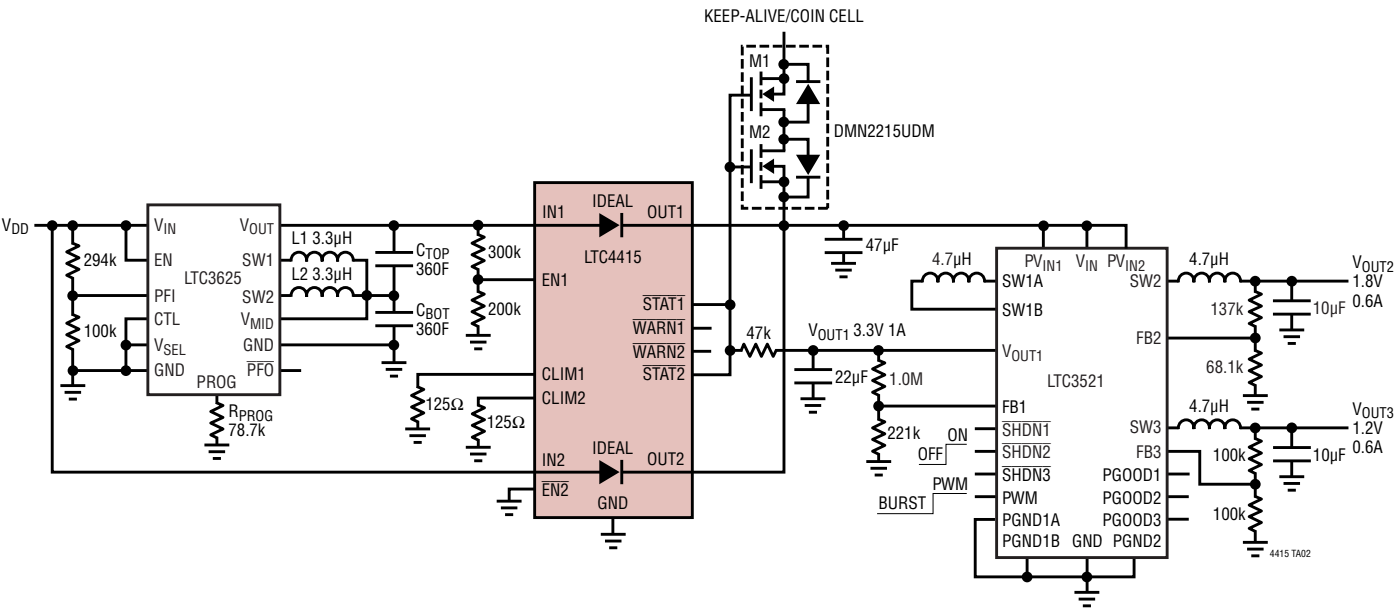 KEEP-ALIVE/COIN CELL
M1
M2
DMN2215UDM
VDD
294k
100k
VIN
EN
PFI
CTL
VSEL
GND
LTC3625
PROG
RPROG
78.7k
VOUT
SW1
SW2
VMID
GND
PFO
L1 3.3µH
L2 3.3µH
CTOP
360F
CBOT
360F
300k
200k
125Ω
125Ω
IN1
IDEAL
OUT1
LTC4415
EN1
STAT1
WARN1
WARN2
STAT2
CLIM1
CLIM2
IDEAL
IN2
OUT2
EN2
GND
47k
47µF
VOUT1 3.3V 1A
22µF
1.0M
221k
ON
OFF
PWM
BURST
4.7µH
PVIN1 VIN PVIN2
SW1A
SW1B
VOUT1
LTC3521
FB1
SHDN1
SHDN2
SHDN3
PWM
PGND1A
PGND1B GND PGND2
SW2
FB2
SW3
FB3
PGOOD1
PGOOD2
PGOOD3
4.7µH
137k
68.1k
10µF
VOUT2
1.8V
0.6A
4.7µH
100k
100k
10µF
VOUT3
1.2V
0.6A
4415 TA02